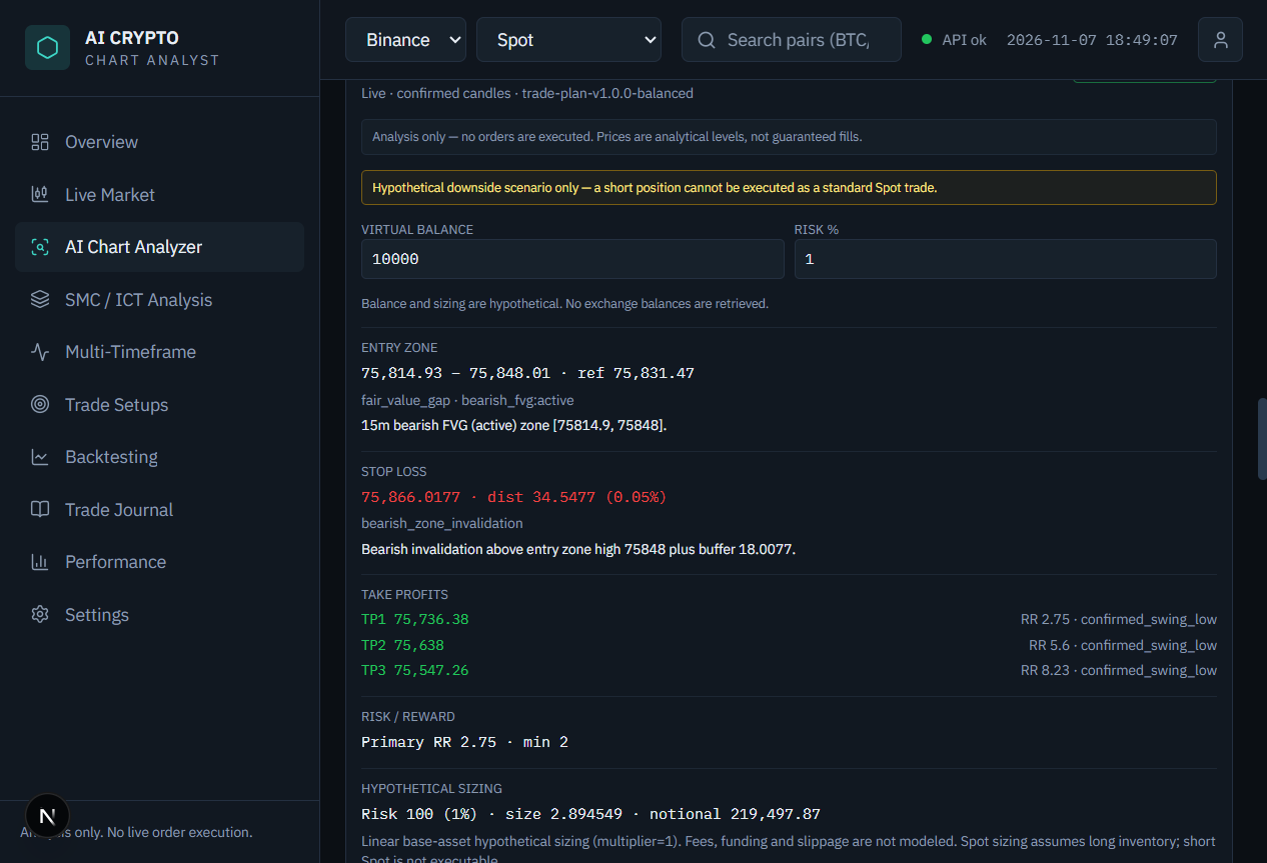 AI CRYPTO
CHART ANALYST
Overview
Live Market
AI Chart Analyzer
SMC / ICT Analysis
Multi-Timeframe
Trade Setups
Backtesting
Trade Journal
Performance
Settings
N
s only. No live order execution.
Binance
Spot
Search pairs (BTC,
API ok
2026-11-07 18:49:07
Live · confirmed candles · trade-plan-v1.0.0-balanced
Analysis only — no orders are executed. Prices are analytical levels, not guaranteed fills.
Hypothetical downside scenario only — a short position cannot be executed as a standard Spot trade.
VIRTUAL BALANCE
10000
RISK %
1
Balance and sizing are hypothetical. No exchange balances are retrieved.
ENTRY ZONE
75,814.93 – 75,848.01 · ref 75,831.47
fair_value_gap · bearish_fvg:active
15m bearish FVG (active) zone [75814.9, 75848].
STOP LOSS
75,866.0177 · dist 34.5477 (0.05%)
bearish_zone_invalidation
Bearish invalidation above entry zone high 75848 plus buffer 18.0077.
TAKE PROFITS
TP1 75,736.38 RR 2.75 · confirmed_swing_low
TP2 75,638 RR 5.6 · confirmed_swing_low
TP3 75,547.26 RR 8.23 · confirmed_swing_low
RISK / REWARD
Primary RR 2.75 · min 2
HYPOTHETICAL SIZING
Risk 100 (1%) · size 2.894549 · notional 219,497.87
Linear base-asset hypothetical sizing (multiplier=1). Fees, funding and slippage are not modeled. Spot sizing assumes long inventory; short
Spot is not executable